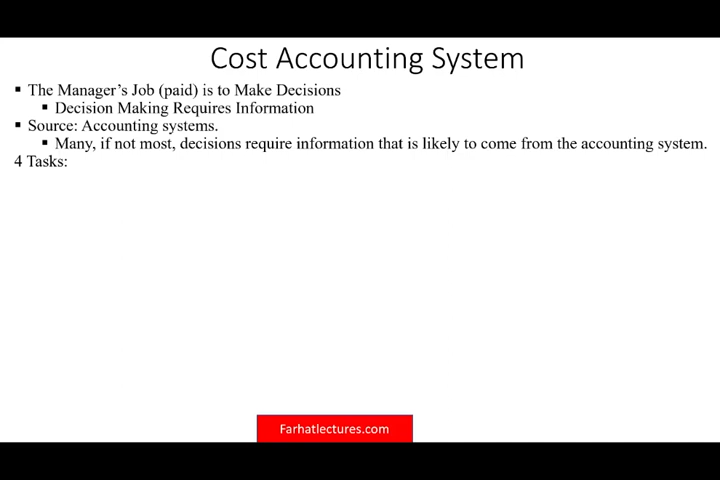 Cost Accounting System
▪ The Manager's Job (paid) is to Make Decisions
▪ Decision Making Requires Information
▪ Source: Accounting systems.
▪ Many, if not most, decisions require information that is likely to come from the accounting system.
4 Tasks:
Farhatlectures.com